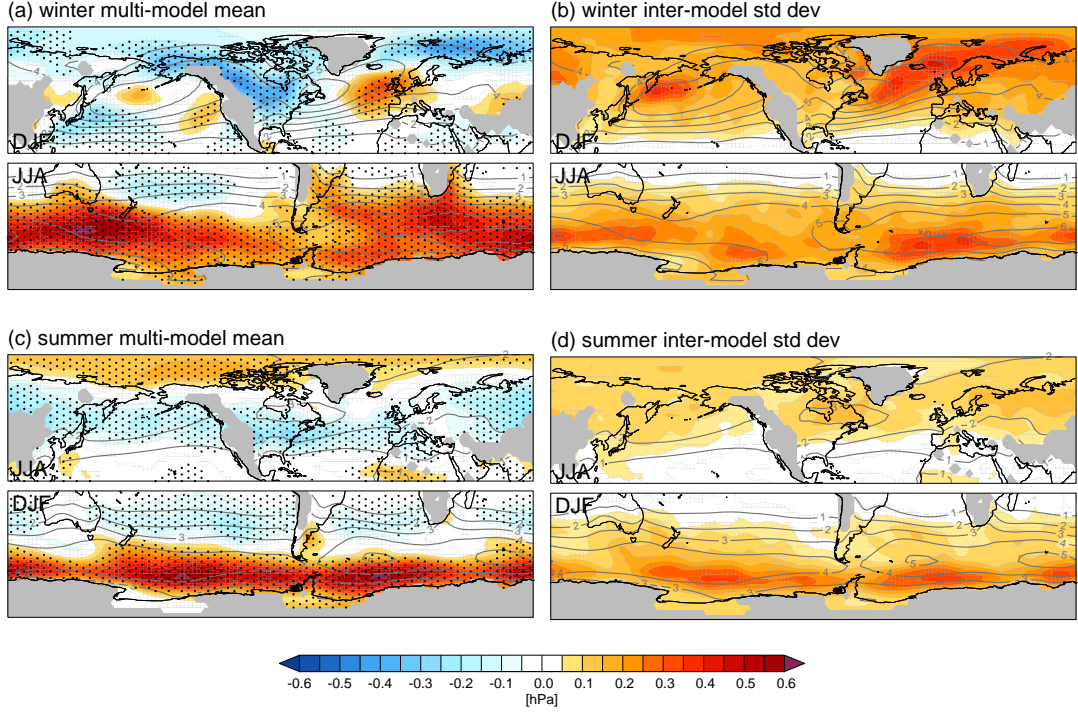 (a) winter multi-model mean
(b) winter inter-model std dev
DJF
DJF
JJA
JJA
(c) summer multi-model mean
(d) summer inter-model std dev
JJA
JJA
DJF
DJF
-0.6 -0.5 -0.4 -0.3 -0.2 -0.1 0.0 0.1 0.2 0.3 0.4 0.5 0.6
[hPa]